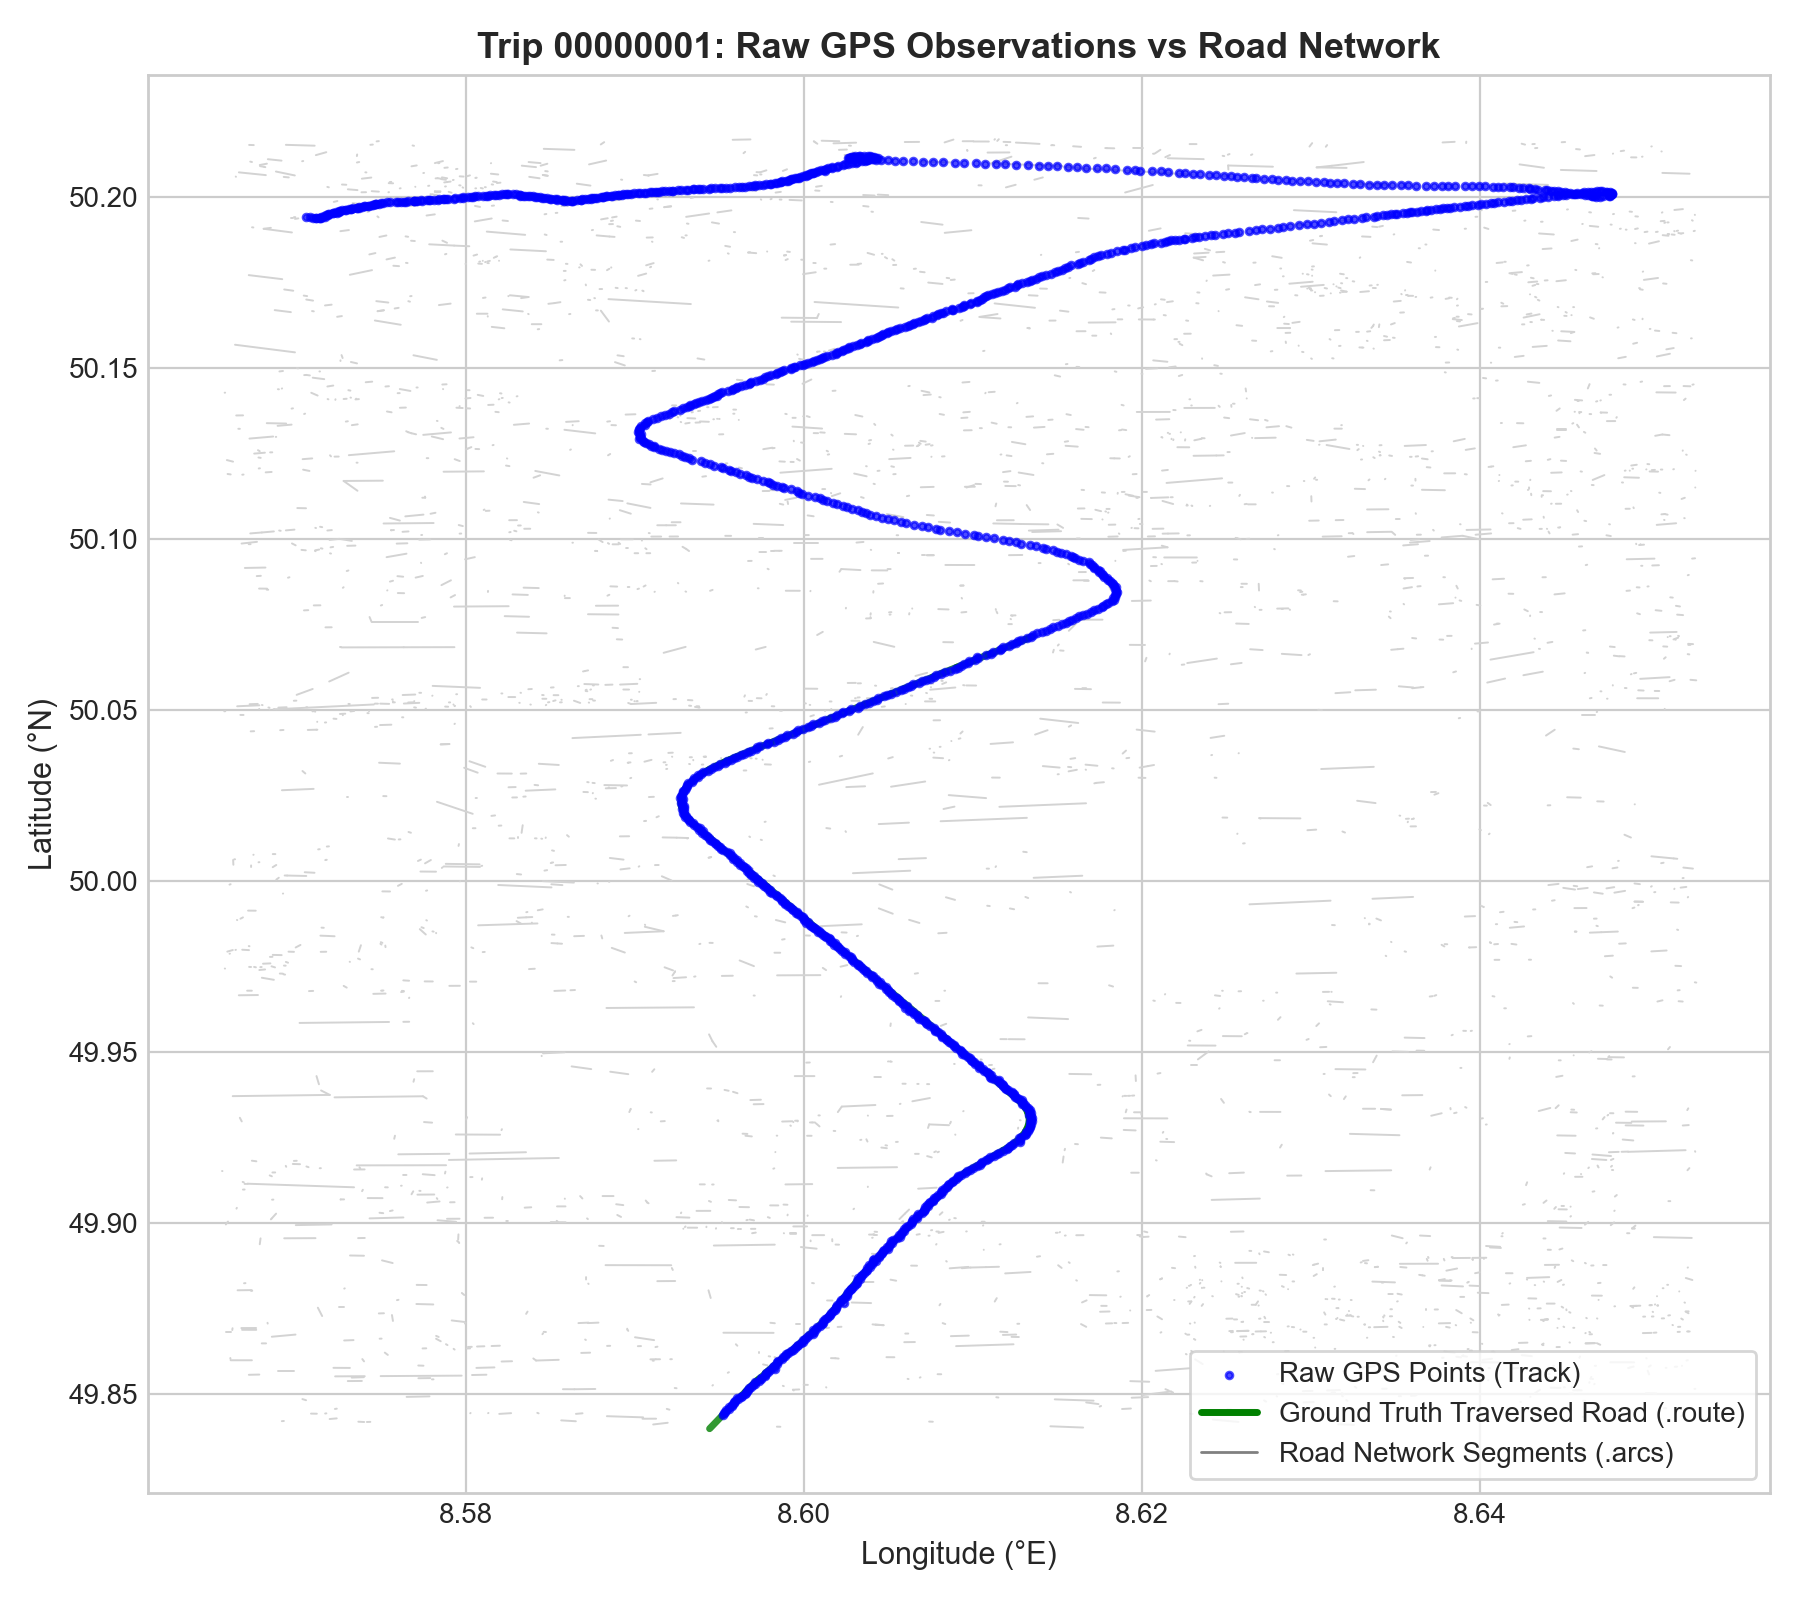 Trip 00000001: Raw GPS Observations vs Road Network
Latitude (°N)
50.20
50.15
50.10
50.05
50.00
49.95
49.90
49.85
Raw GPS Points (Track)
Ground Truth Traversed Road (.route)
Road Network Segments (.arcs)
8.58
8.60
8.62
8.64
Longitude (°E)